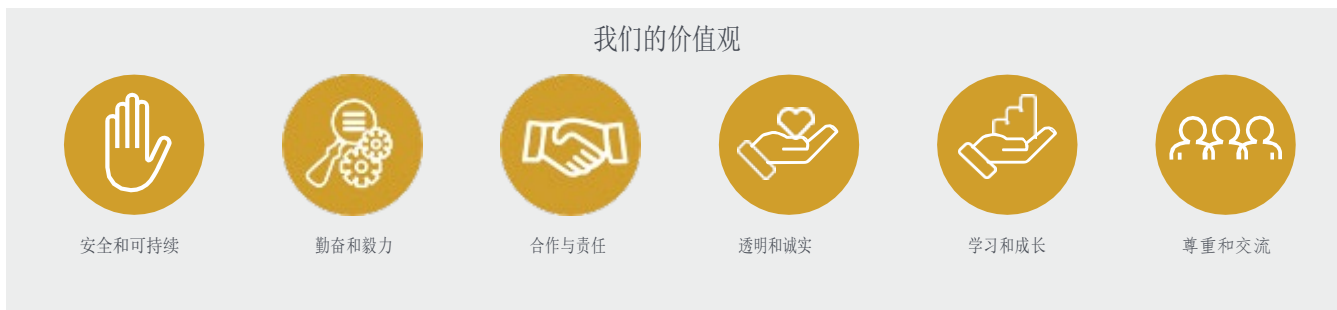 我们的价值观
安全和可持续
勤奋和毅力
合作与责任
透明和诚实
学习和成长
尊重和交流